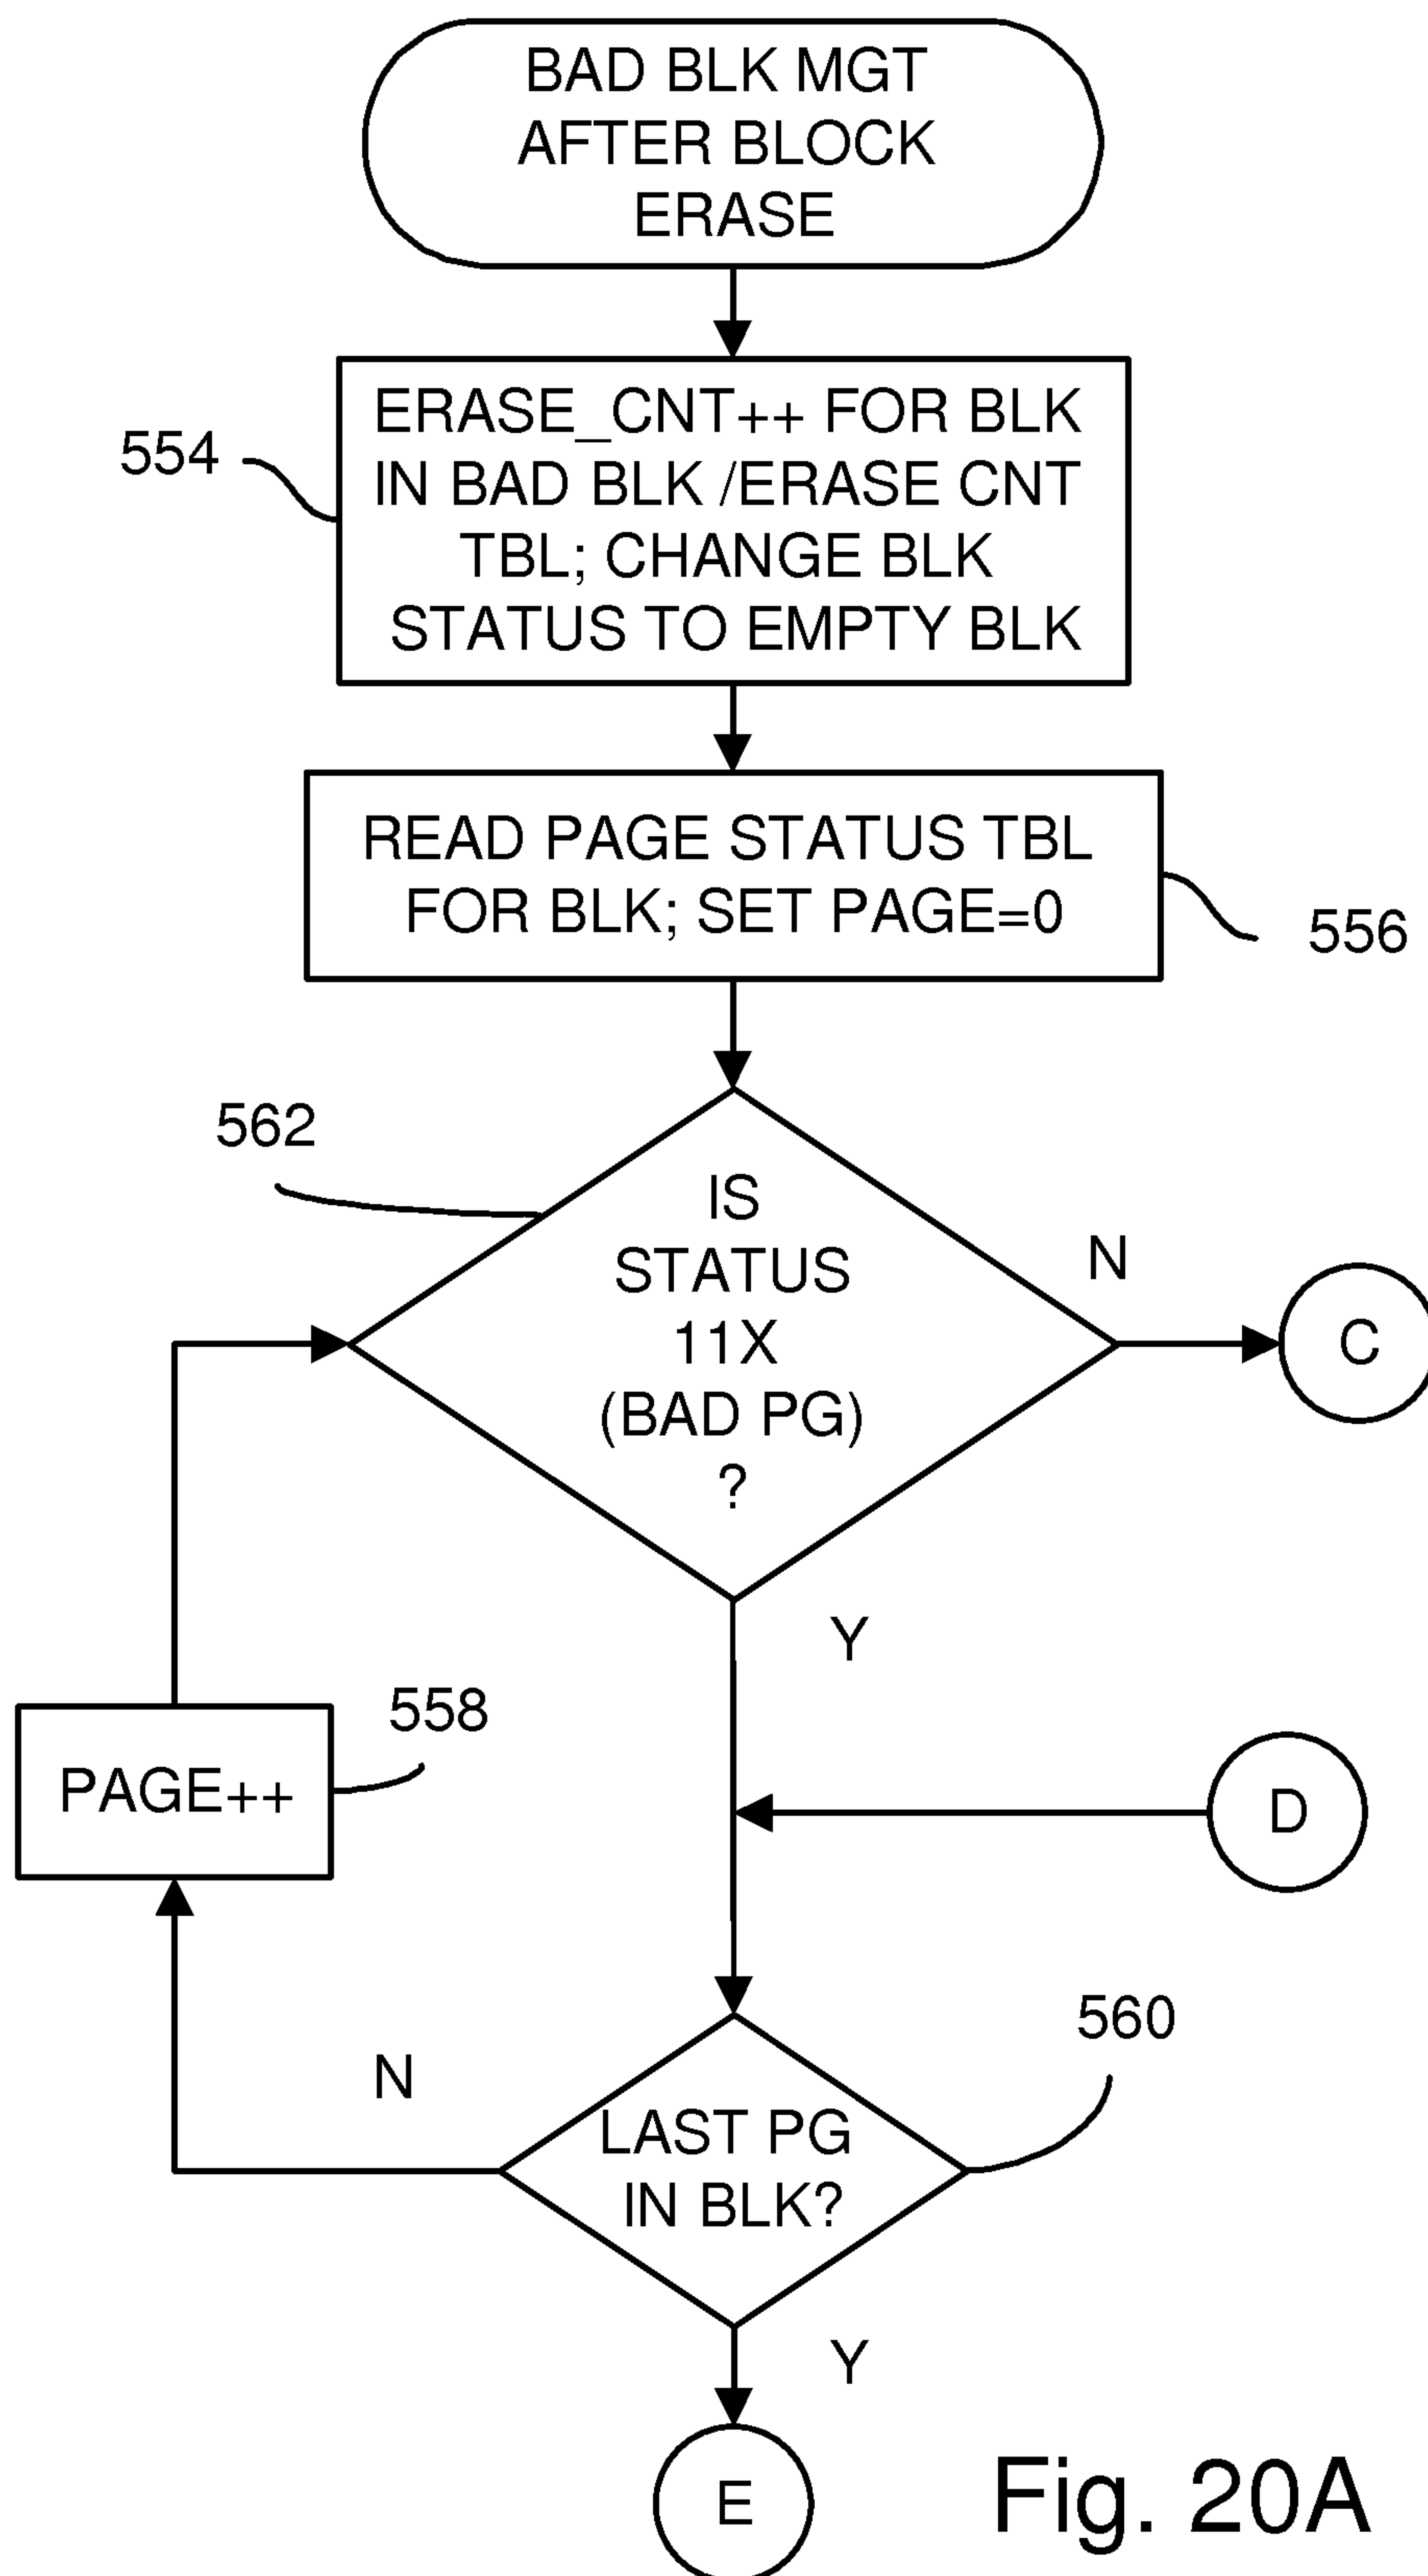 BAD BLK MGT
AFTER BLOCK
ERASE
554
ERASE_CNT++ FOR BLK
IN BAD BLK /ERASE CNT
TBL; CHANGE BLK
STATUS TO EMPTY BLK
READ PAGE STATUS TBL
FOR BLK; SET PAGE=0
556
562
IS
STATUS
11X
(BAD PG)
?
N
C
Y
558
PAGE++
D
560
N
LAST PG
IN BLK?
Y
E
Fig. 20A